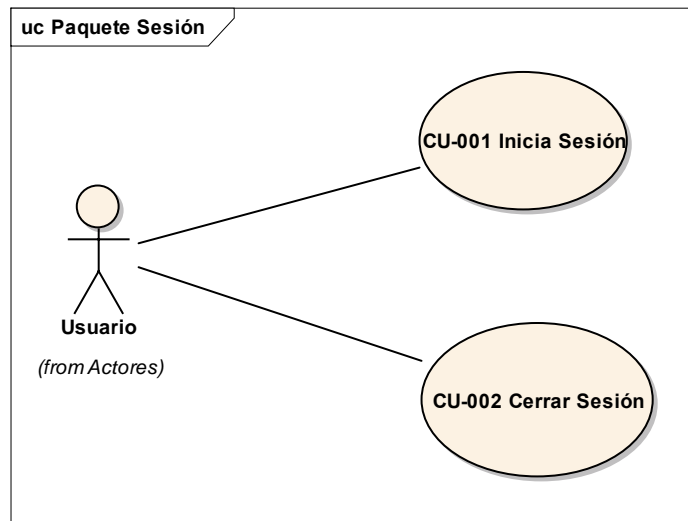 uc Paquete Sesión
CU-001 Inicia Sesión
Usuario
(from Actores)
CU-002 Cerrar Sesión